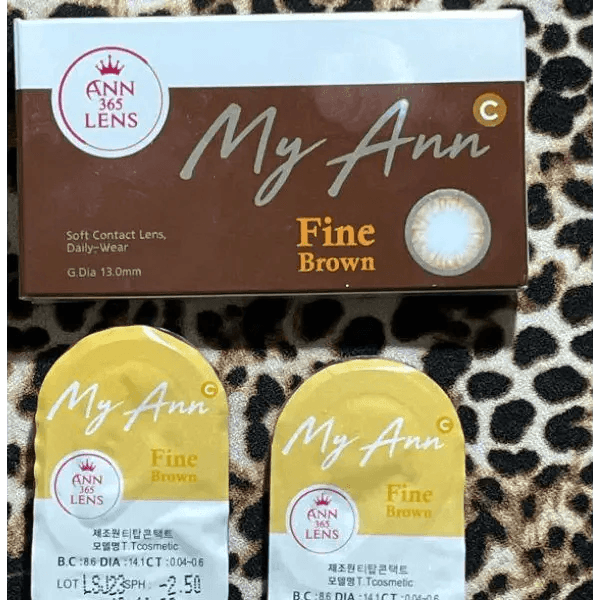 ANN
365
LENS
My Ann
C
Soft Contact Lens,
Daily-Wear
G.Dia 13.0mm
Fine
Brown
My Ann
C
Fine
Brown
ANN
365
LENS
제조원 티탑콘택트
모델명 T.Tcosmetic
B.C : 8.6 DIA : 14.1 CT : 0.04~0.6
LOT LSU23 SPH : -2.50
My Ann
C
Fine
Brown
ANN
365
LENS
제조원 티탑콘택트
모델명 T.Tcosmetic
B.C : 8.6 DIA : 14.1 CT : 0.04~0.6